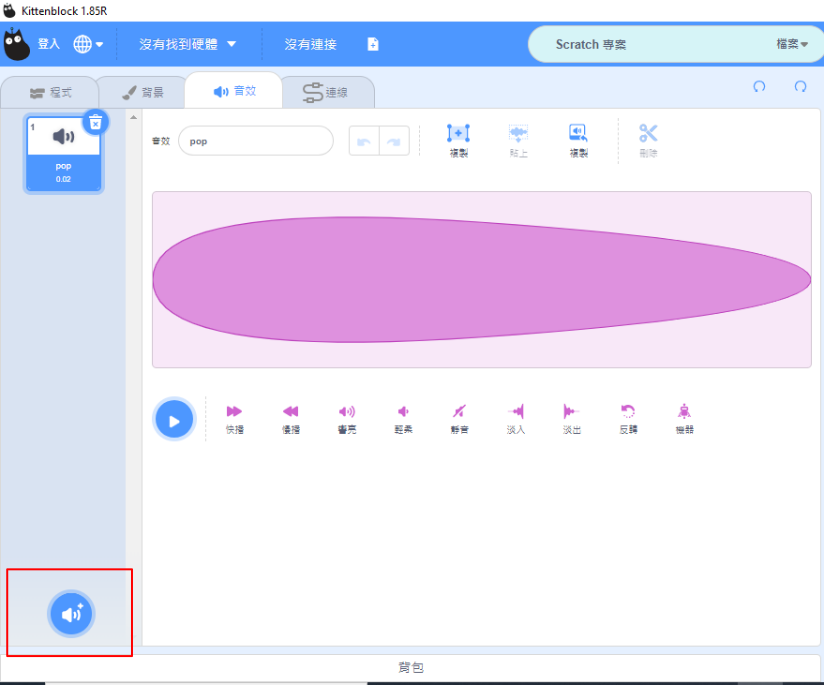 Kittenblock 1.85R
登入 沒有找到硬體 沒有連接 Scratch 專案 檔案
程式 背景 音效 連線
1
pop
0.02
音效 pop 複製 貼上 複製 刪除
快播 慢播 響亮 輕柔 靜音 淡入 淡出 反轉 機器
背包